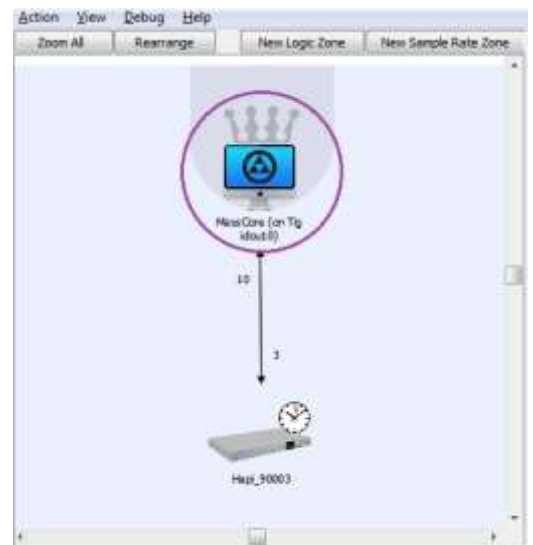 Action View Debug Help
Zoom All Rearrange New Logic Zone New Sample Rate Zone
MassCore (on Tig
idout:0)
10
3
Hapi_90003